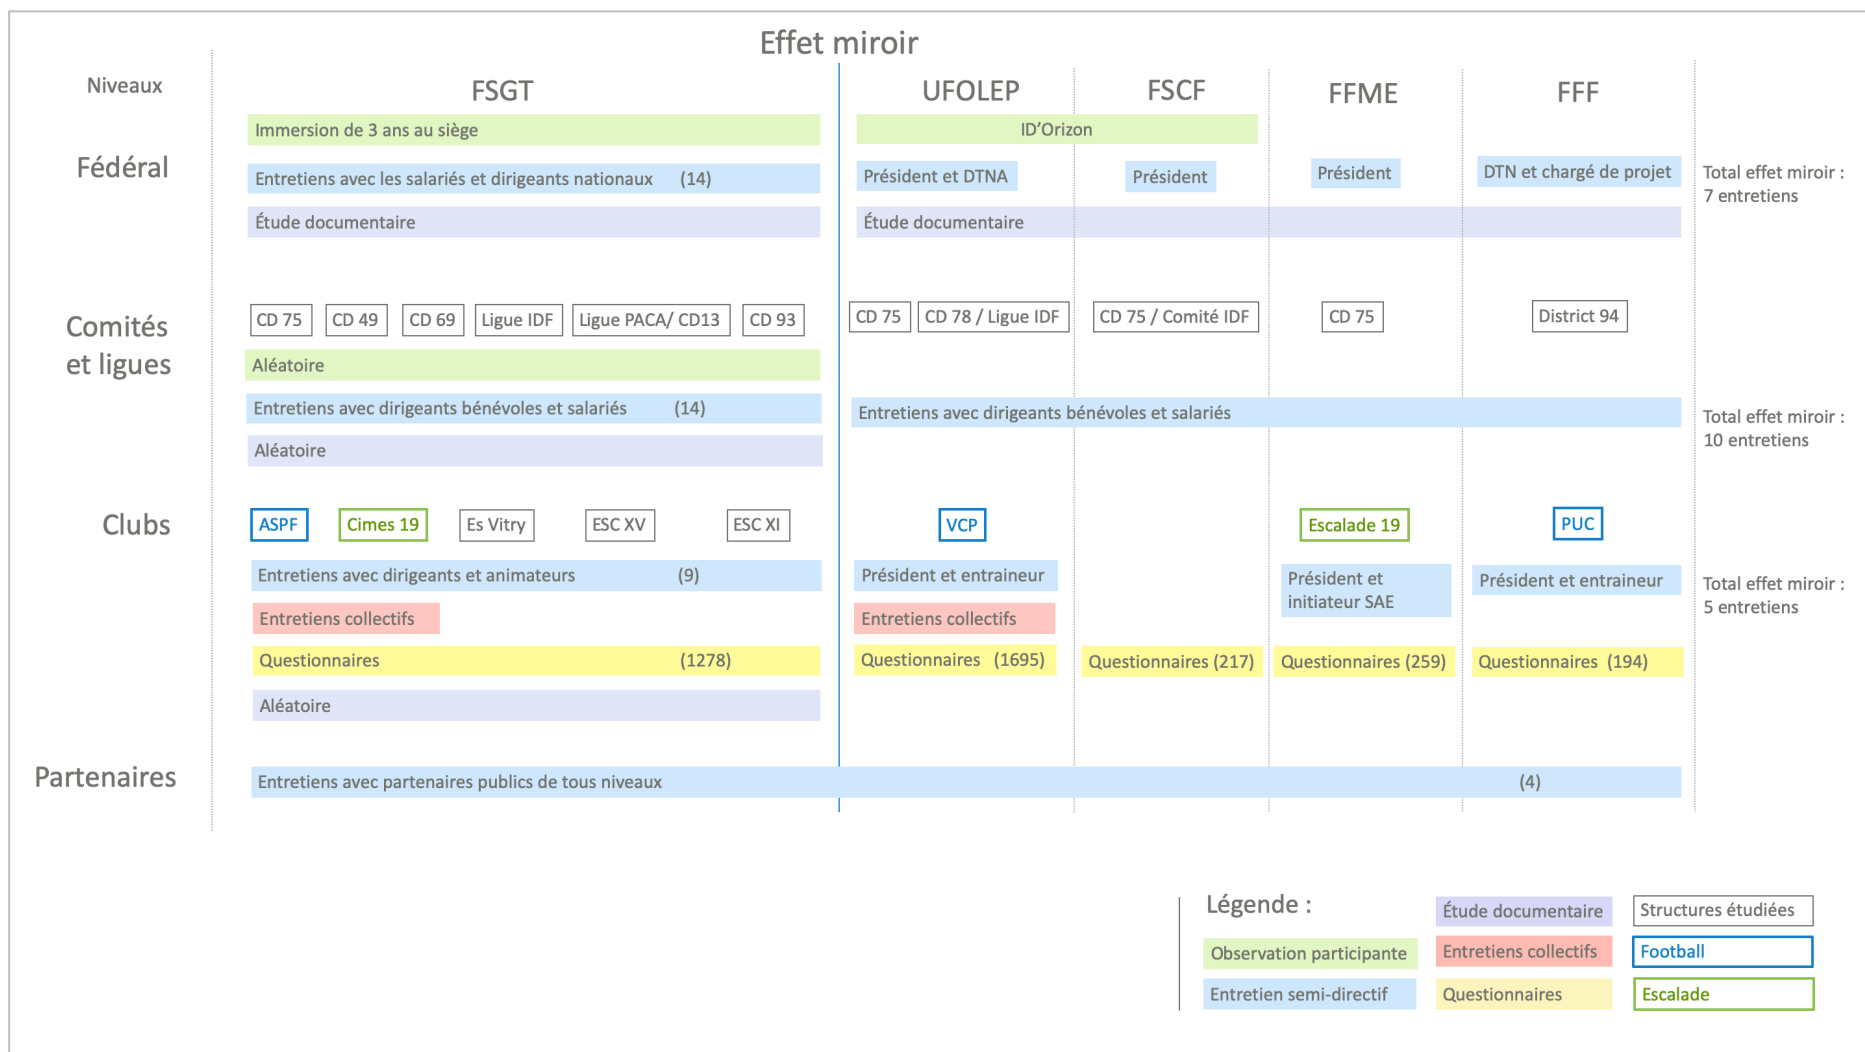 Effet miroir
Niveaux
FSGT
UFOLEP
FSCF
FFME
FFF
Fédéral
Immersion de 3 ans au siège
ID'Orizon
Entretiens avec les salariés et dirigeants nationaux (14)
Président et DTNA
Président
Président
DTN et chargé de projet
Total effet miroir :
7 entretiens
Étude documentaire
Étude documentaire
Comités
et ligues
CD 75
CD 49
CD 69
Ligue IDF
Ligue PACA/ CD13
CD 93
CD 75
CD 78 / Ligue IDF
CD 75 / Comité IDF
CD 75
District 94
Aléatoire
Entretiens avec dirigeants bénévoles et salariés (14)
Entretiens avec dirigeants bénévoles et salariés
Total effet miroir :
10 entretiens
Aléatoire
Clubs
ASPF
Cimes 19
Es Vitry
ESC XV
ESC XI
VCP
Escalade 19
PUC
Entretiens avec dirigeants et animateurs (9)
Président et entraineur
Président et
initiateur SAE
Président et entraineur
Total effet miroir :
5 entretiens
Entretiens collectifs
Entretiens collectifs
Questionnaires (1278)
Questionnaires (1695)
Questionnaires (217)
Questionnaires (259)
Questionnaires (194)
Aléatoire
Partenaires
Entretiens avec partenaires publics de tous niveaux (4)
Légende :
Observation participante
Entretien semi-directif
Étude documentaire
Entretiens collectifs
Questionnaires
Structures étudiées
Football
Escalade